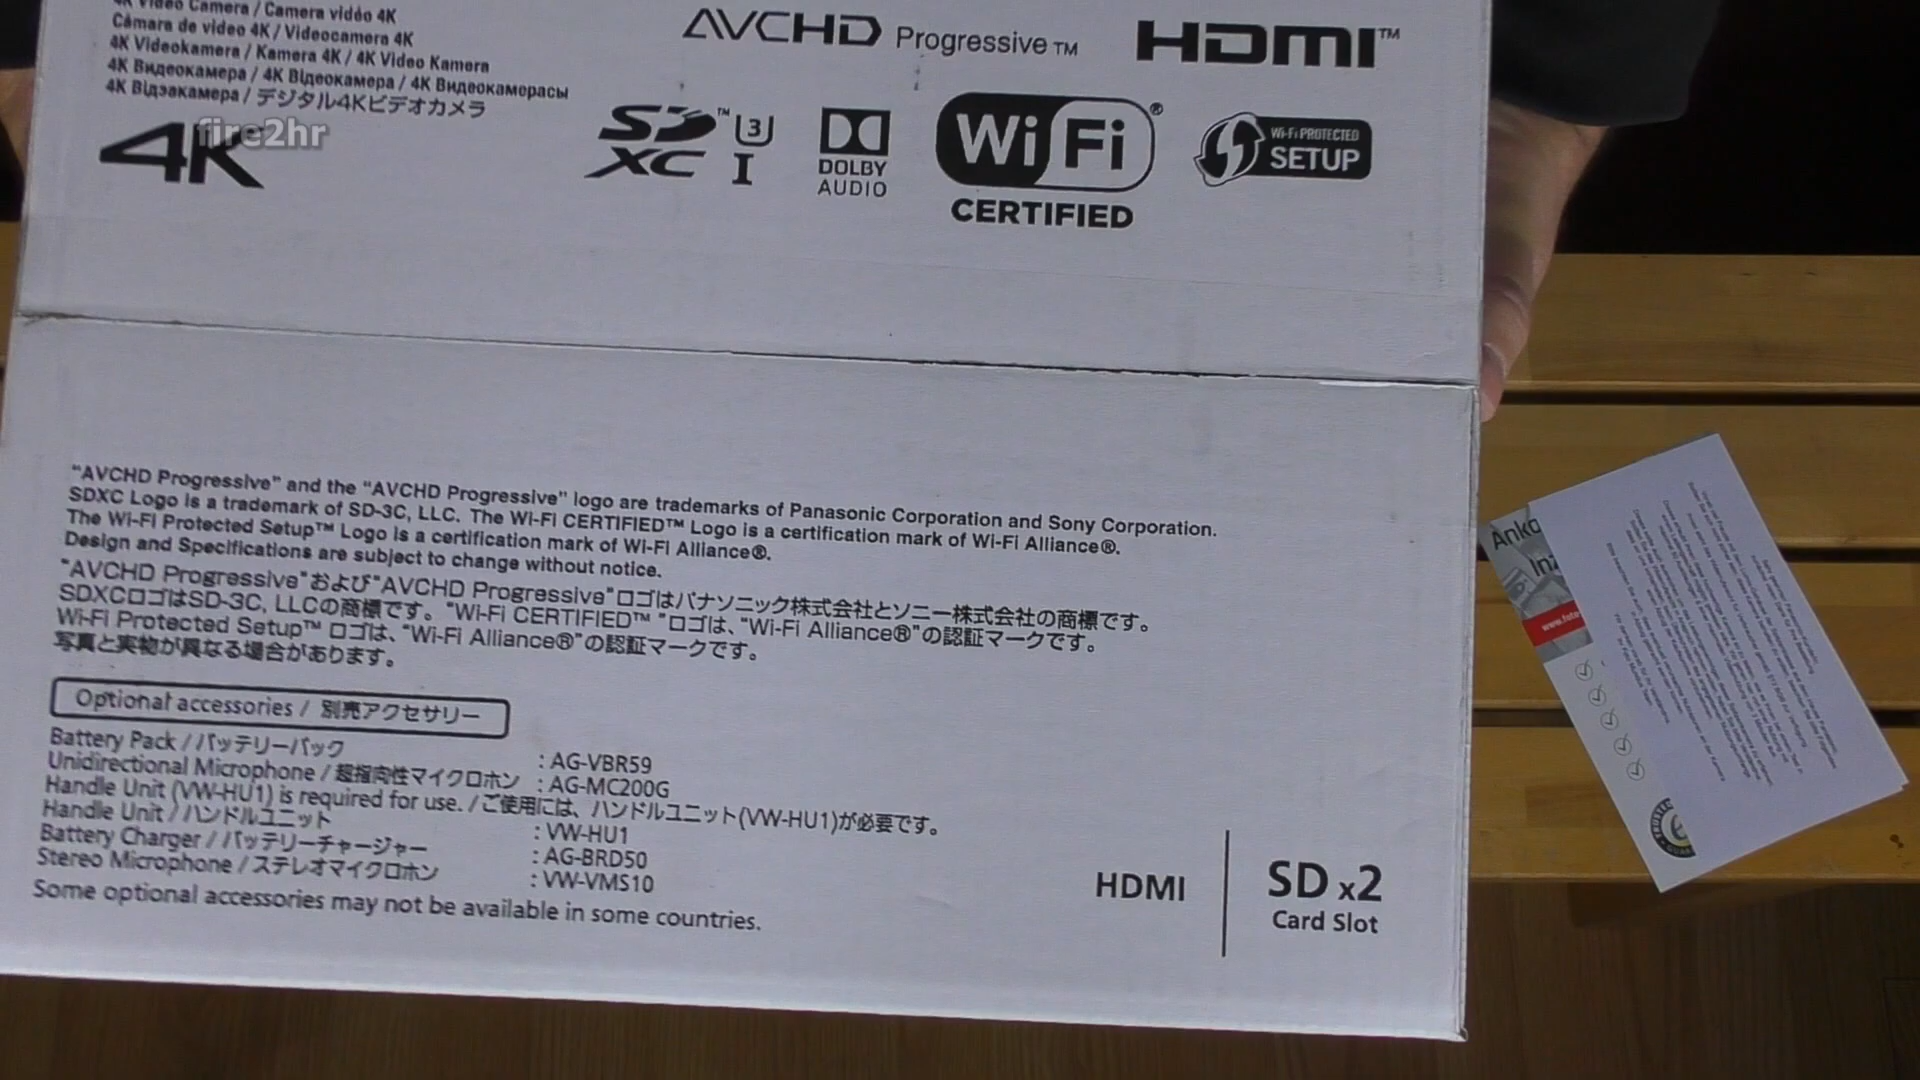 4K Video Camera / Camera vidéo 4K
Cámara de vídeo 4K / Videocamera 4K
4K Videokamera / Kamera 4K / 4K Video Kamera
4K Видеокамера / 4K Відеокамера / 4K Видеокамерасы
4K Відэакамера / デジタル4Kビデオカメラ
fire2hr
4K
AVCHD Progressive™
HDMI™
SD XC ™ U3 I
DOLBY AUDIO
Wi Fi ® CERTIFIED
Wi-Fi PROTECTED SETUP
"AVCHD Progressive" and the "AVCHD Progressive" logo are trademarks of Panasonic Corporation and Sony Corporation.
SDXC Logo is a trademark of SD-3C, LLC. The Wi-Fi CERTIFIED™ Logo is a certification mark of Wi-Fi Alliance®.
The Wi-Fi Protected Setup™ Logo is a certification mark of Wi-Fi Alliance®.
Design and Specifications are subject to change without notice.
"AVCHD Progressive"および"AVCHD Progressive"ロゴはパナソニック株式会社とソニー株式会社の商標です。
SDXCロゴはSD-3C, LLCの商標です。"Wi-Fi CERTIFIED™ "ロゴは、"Wi-Fi Alliance®"の認証マークです。
Wi-Fi Protected Setup™ ロゴは、"Wi-Fi Alliance®"の認証マークです。
写真と実物が異なる場合があります。
Optional accessories / 別売アクセサリー
Battery Pack / バッテリーパック : AG-VBR59
Unidirectional Microphone / 超指向性マイクロホン : AG-MC200G
Handle Unit (VW-HU1) is required for use. / ご使用には、ハンドルユニット(VW-HU1)が必要です。
Handle Unit / ハンドルユニット : VW-HU1
Battery Charger / バッテリーチャージャー : AG-BRD50
Stereo Microphone / ステレオマイクロホン : VW-VMS10
Some optional accessories may not be available in some countries.
HDMI
SD x2
Card Slot
Anko
Inz